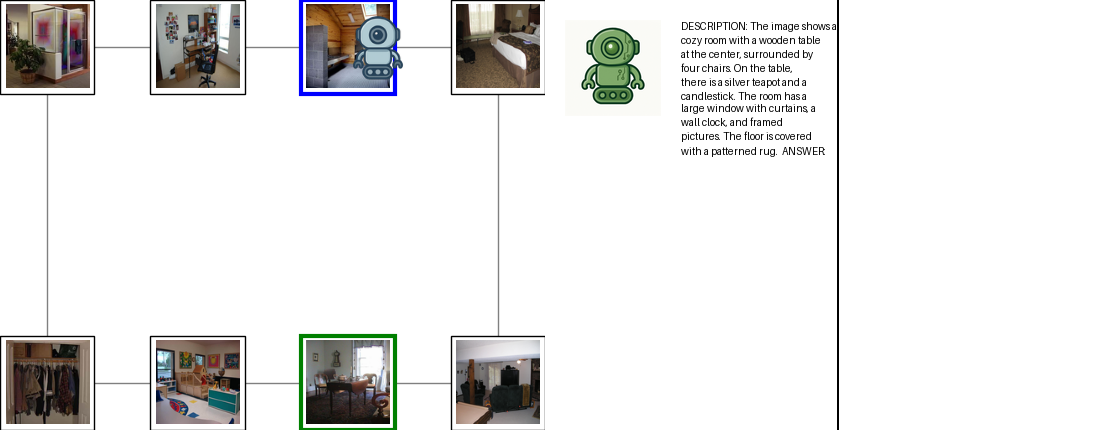 DESCRIPTION: The image shows a
cozy room with a wooden table
at the center, surrounded by
four chairs. On the table,
there is a silver teapot and a
candlestick. The room has a
large window with curtains, a
wall clock, and framed
pictures. The floor is covered
with a patterned rug.  ANSWER: